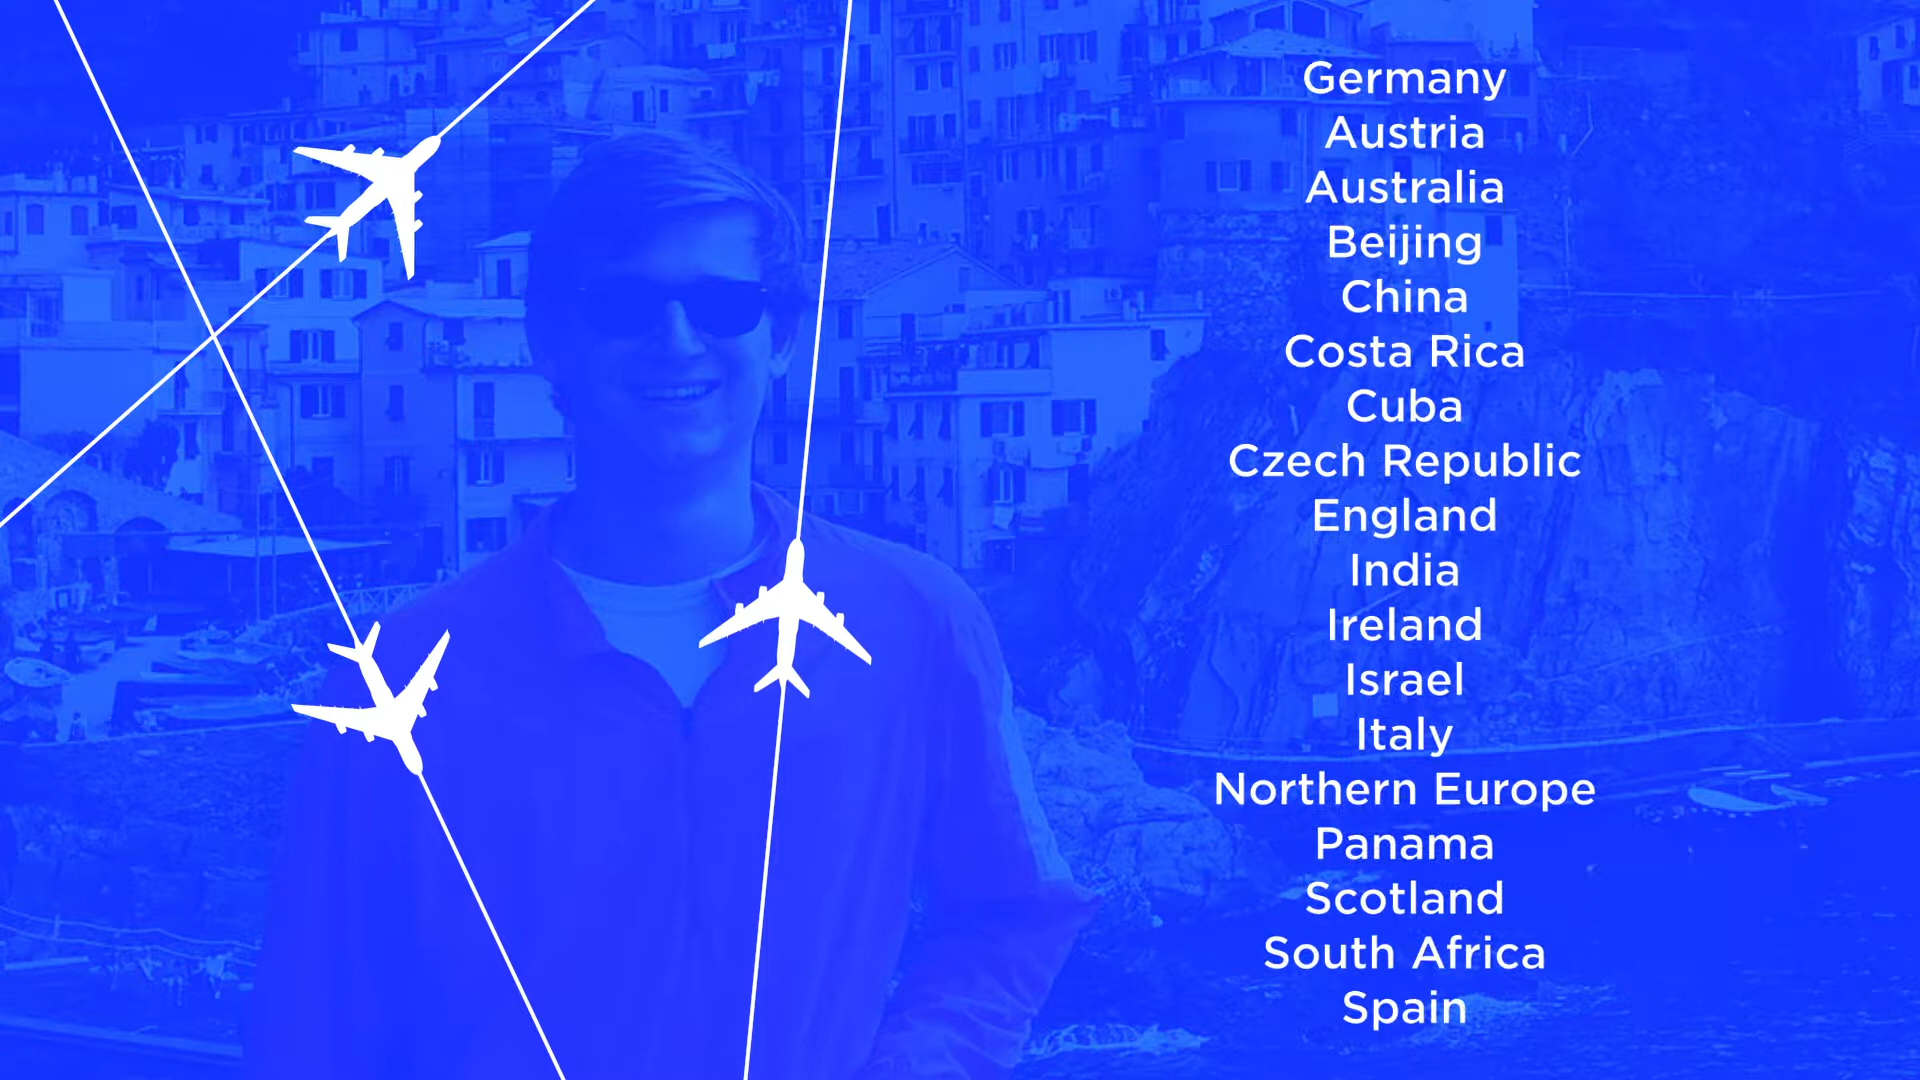 Germany
Austria
Australia
Beijing
China
Costa Rica
Cuba
Czech Republic
England
India
Ireland
Israel
Italy
Northern Europe
Panama
Scotland
South Africa
Spain